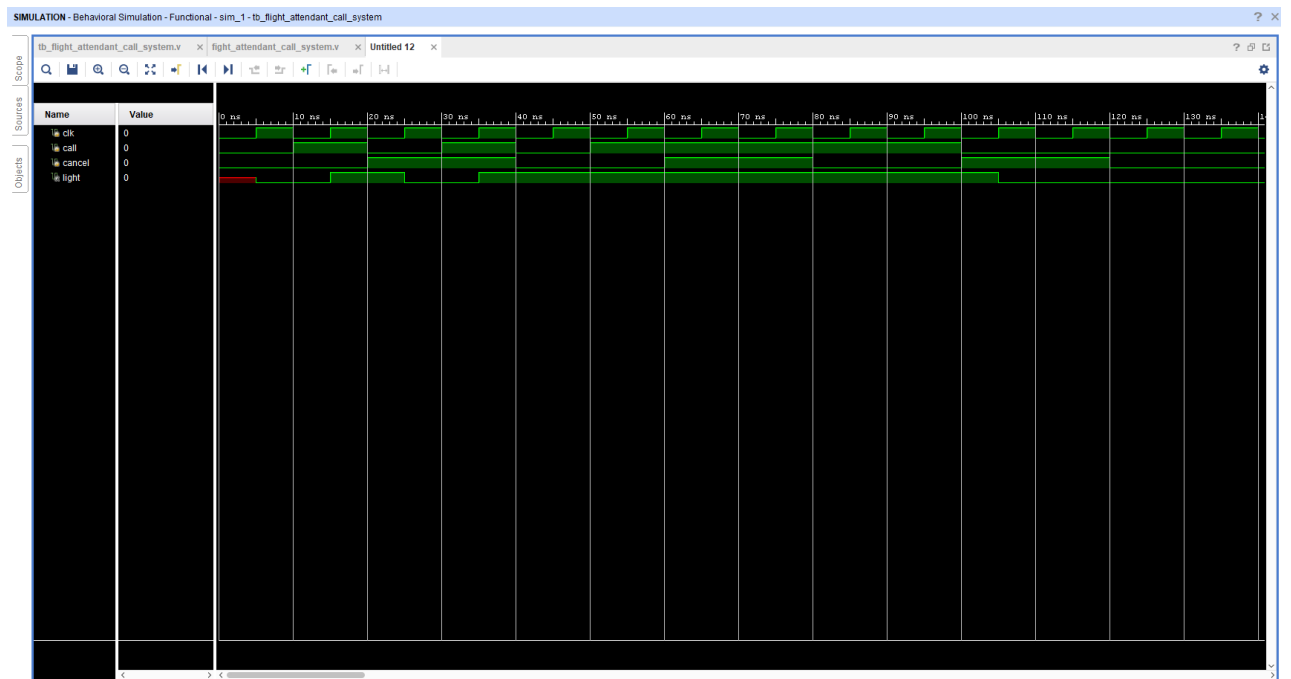 SIMULATION - Behavioral Simulation - Functional - sim_1 - tb_flight_attendant_call_system
tb_flight_attendant_call_system.v
fight_attendant_call_system.v
Untitled 12
Scope
Sources
Objects
Name Value
clk 0
call 0
cancel 0
light 0
0 ns 10 ns 20 ns 30 ns 40 ns 50 ns 60 ns 70 ns 80 ns 90 ns 100 ns 110 ns 120 ns 130 ns